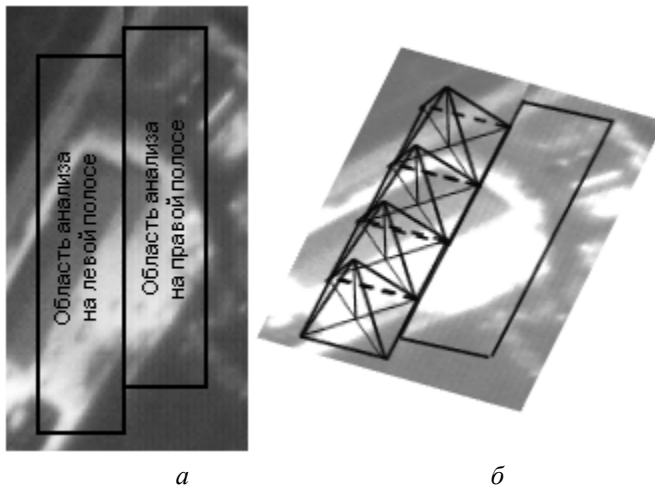 Область анализа
на левой полосе
Область анализа
на правой полосе
а
б